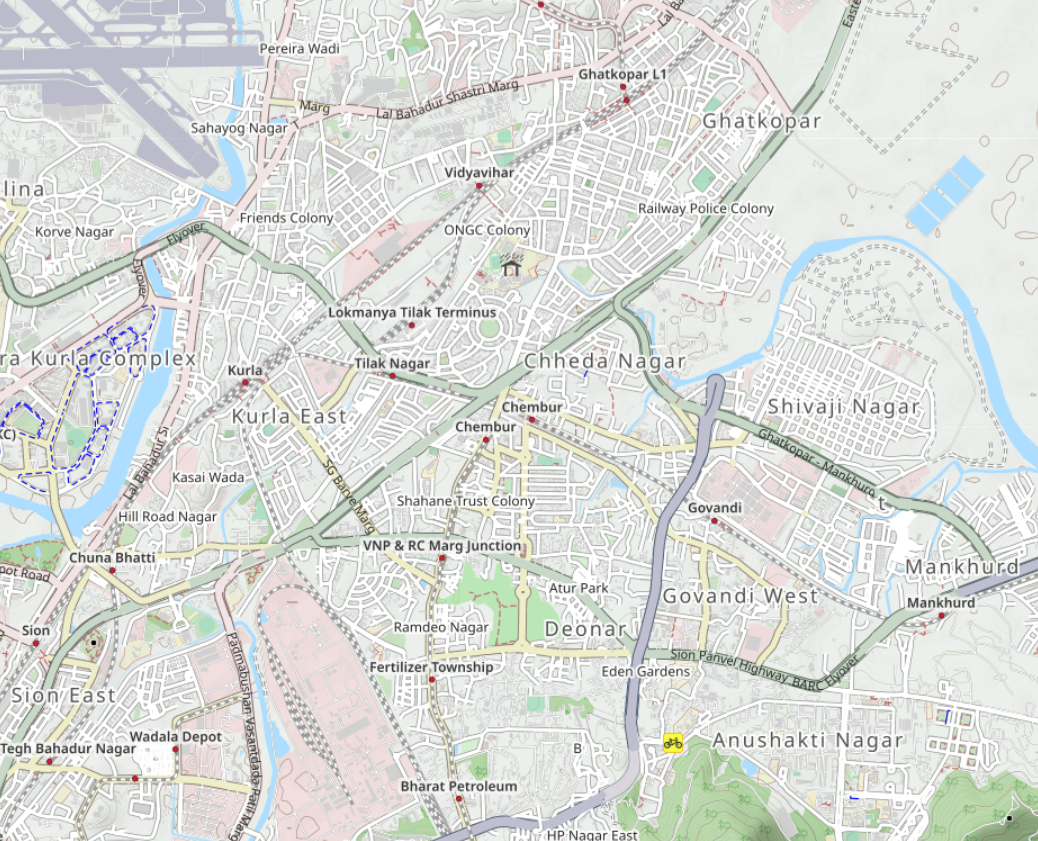 Pereira Wadi
Lal Ba
Easte
Ghatkopar L1
Lal Bahadur Shastri Marg
Marg
Ghatkopar
Sahayog Nagar
Vidyavihar
lina
Railway Police Colony
Friends Colony
Korve Nagar
ONGC Colony
Flyover
Flyover
Lokmanya Tilak Terminus
ra Kurla Complex
Tilak Nagar
Chheda Nagar
Kurla
Chembur
Shivaji Nagar
Kurla East
Chembur
KC)
Ghatkopar - Mankhurd
Lal Bahadur S
Kasai Wada
SG Barve Marg
Shahane Trust Colony
Govandi
Hill Road Nagar
VNP & RC Marg Junction
Chuna Bhatti
Mankhurd
pot Road
Atur Park
Govandi West
Mankhurd
Sion
Ramdeo Nagar
Deonar
Padmabushan Vasantdada Patil Marg
Fertilizer Township
Eden Gardens
Sion Panvel Highway
BARC Flyover
Sion East
Wadala Depot
Tegh Bahadur Nagar
B
Anushakti Nagar
Bharat Petroleum
HP Nagar East